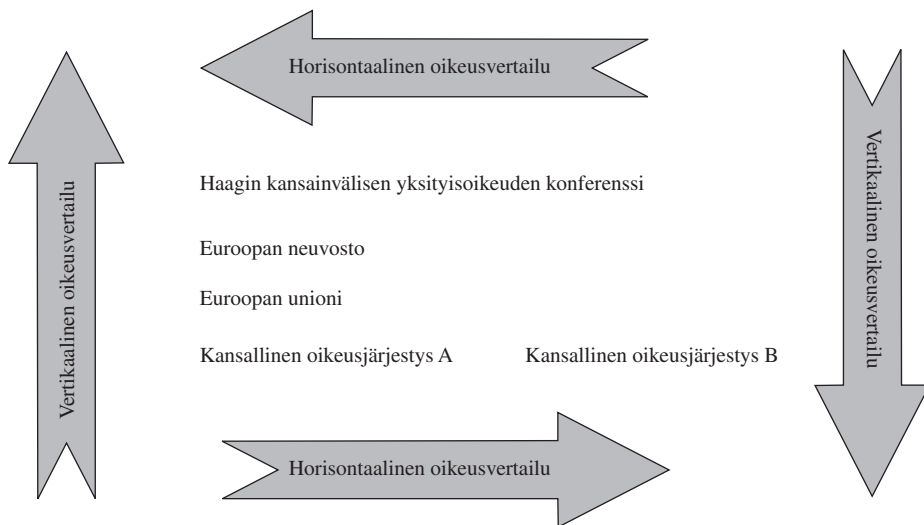 Horisontaalinen oikeusvertailu
Vertikaalinen oikeusvertailu
Vertikaalinen oikeusvertailu
Haagin kansainvälisen yksityisoikeuden konferenssi
Euroopan neuvosto
Euroopan unioni
Kansallinen oikeusjärjestys A
Kansallinen oikeusjärjestys B
Horisontaalinen oikeusvertailu